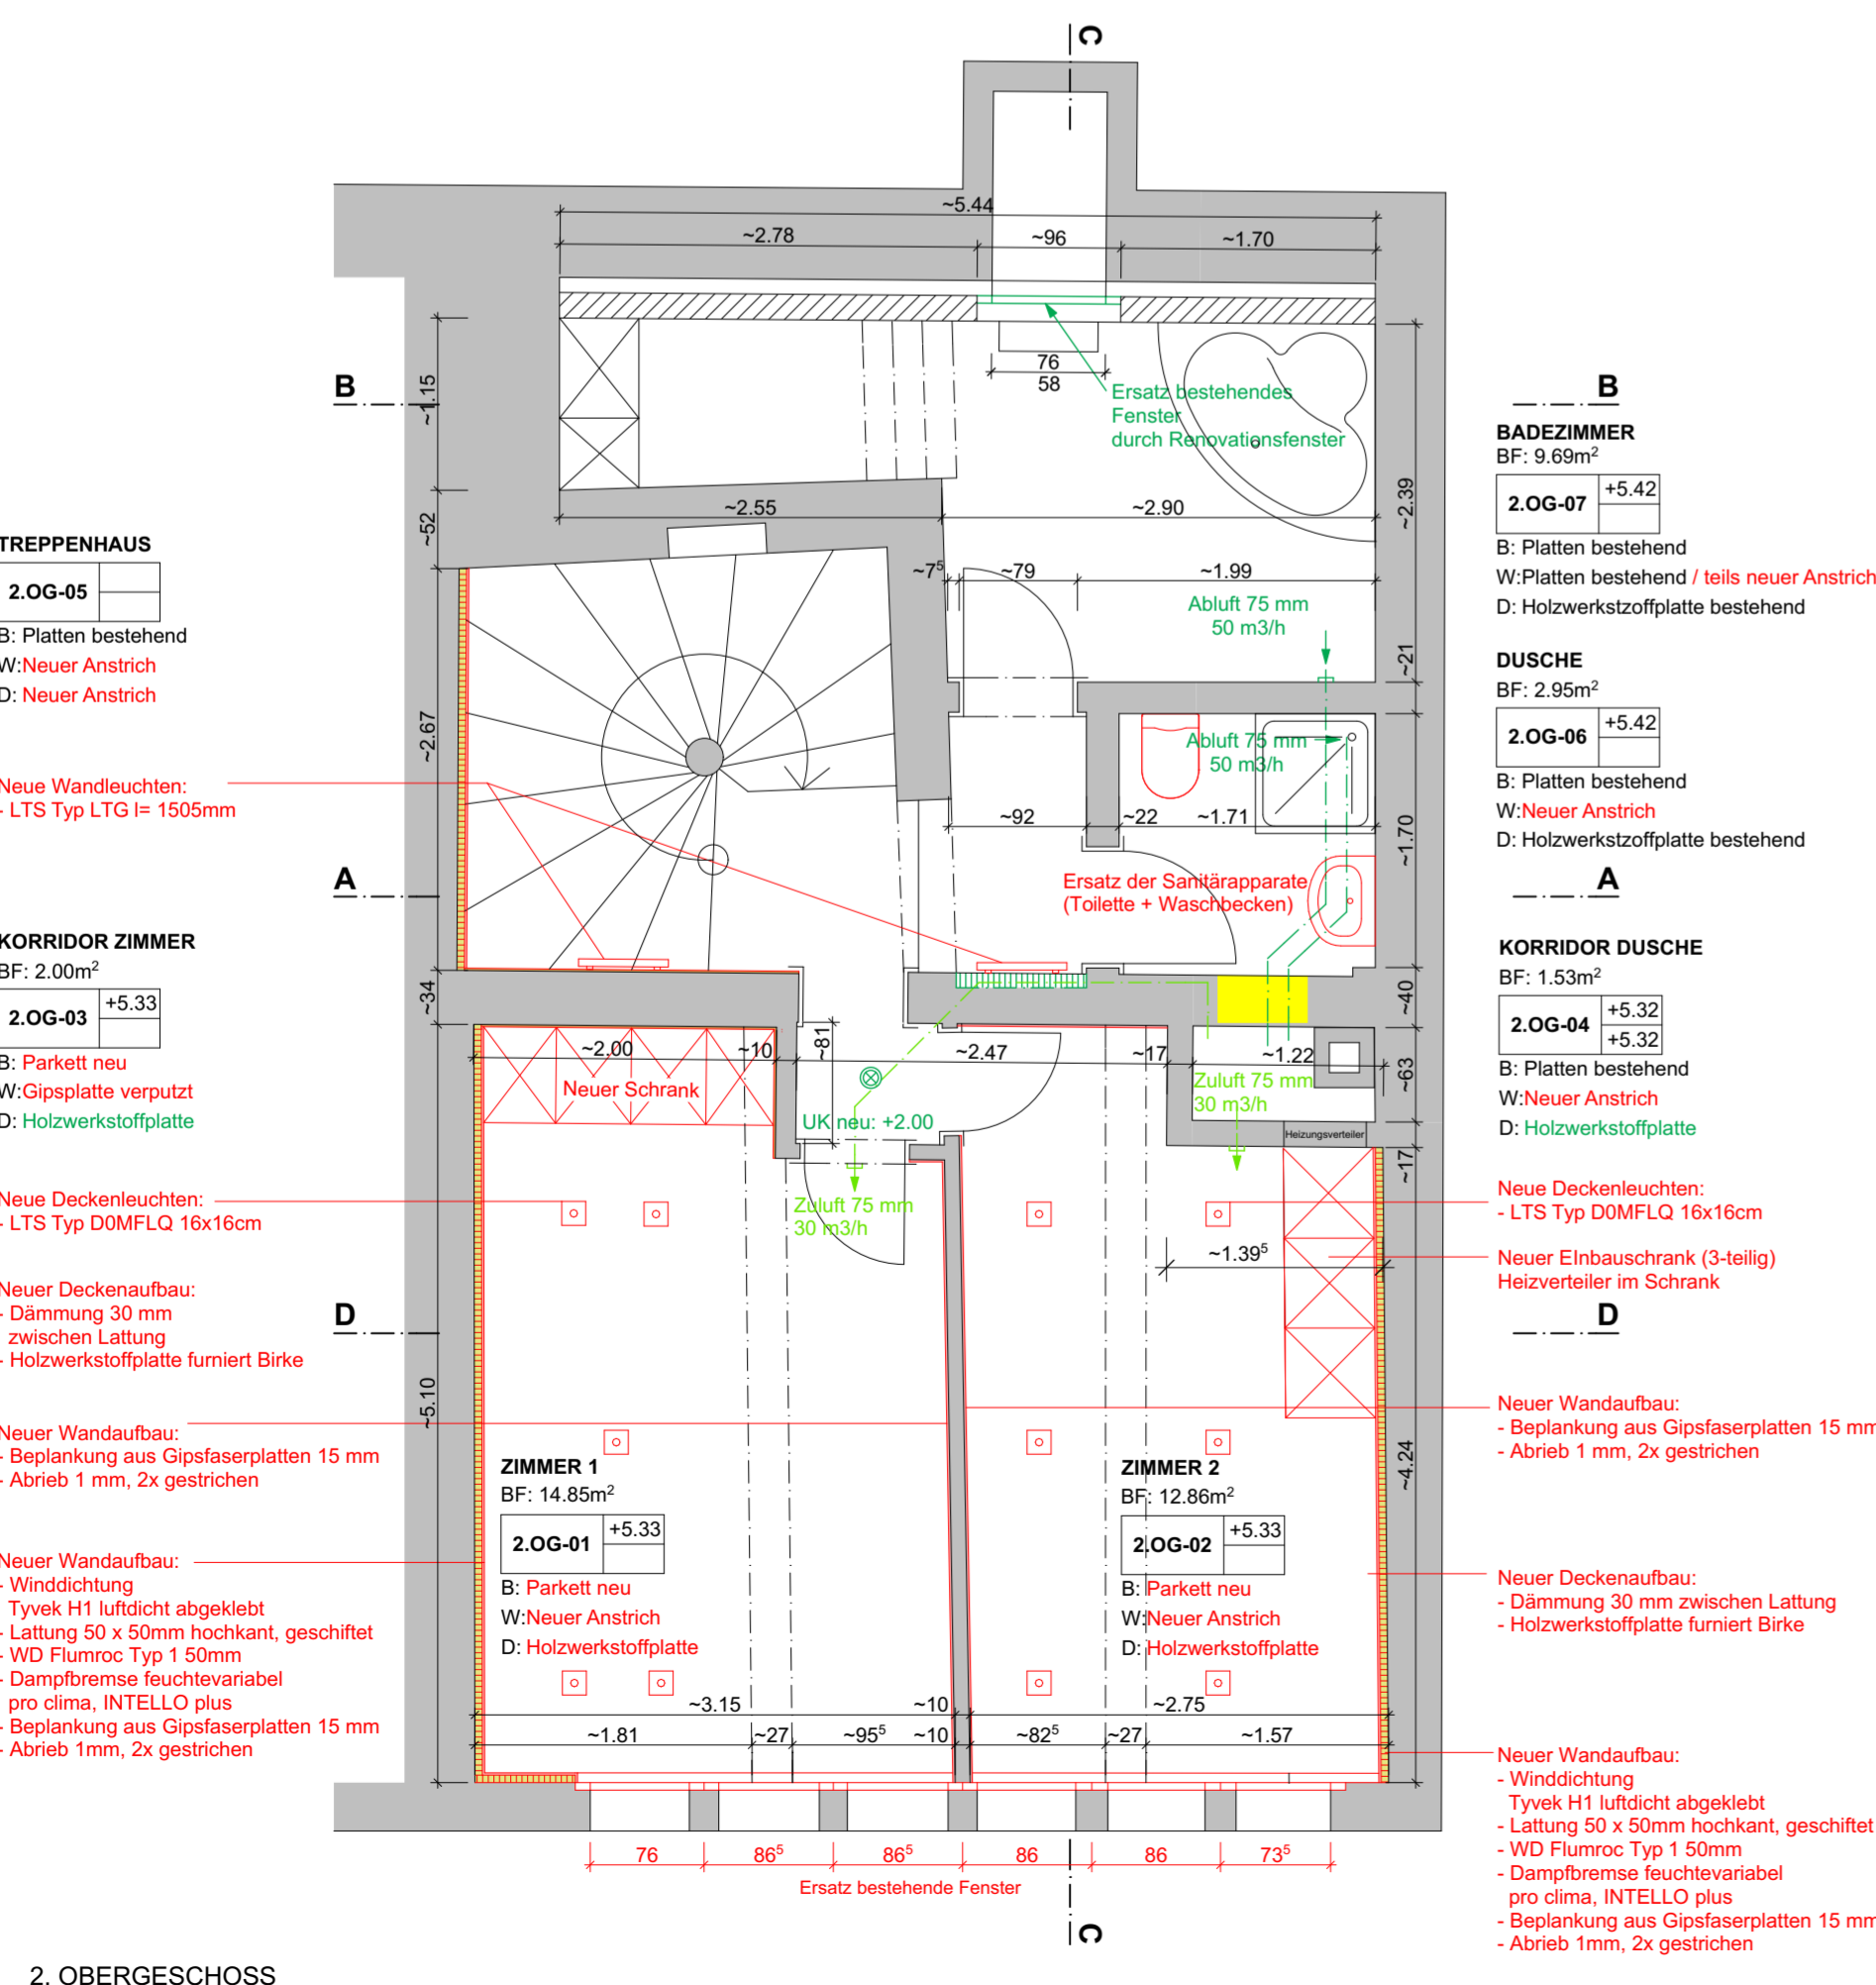 C
~5.44
~2.78
~96
~1.70
~1.15
~52
~2.67
~34
~5.10
76
58
Ersatz bestehendes
Fenster
durch Renovationsfenster
~2.39
~2.55
~2.90
~7⁵
~79
~1.99
Abluft 75 mm
50 m3/h
~21
Abluft 75 mm
50 m3/h
~92
~22
~1.71
~1.70
Ersatz der Sanitärapparate
(Toilette + Waschbecken)
~40
~2.00
~10
~81
~2.47
~17
~1.22
~63
Neuer Schrank
Zuluft 75 mm
30 m3/h
UK neu: +2.00
Heizungsverteiler
~17
Zuluft 75 mm
30 m3/h
~1.39⁵
~4.24
B
B
A
A
D
D
TREPPENHAUS
2.OG-05
B: Platten bestehend
W:Neuer Anstrich
D: Neuer Anstrich
Neue Wandleuchten:
- LTS Typ LTG l= 1505mm
KORRIDOR ZIMMER
BF: 2.00m²
2.OG-03
+5.33
B: Parkett neu
W:Gipsplatte verputzt
D: Holzwerkstoffplatte
Neue Deckenleuchten:
- LTS Typ D0MFLQ 16x16cm
Neuer Deckenaufbau:
- Dämmung 30 mm
zwischen Lattung
- Holzwerkstoffplatte furniert Birke
Neuer Wandaufbau:
- Beplankung aus Gipsfaserplatten 15 mm
- Abrieb 1 mm, 2x gestrichen
Neuer Wandaufbau:
- Winddichtung
Tyvek H1 luftdicht abgeklebt
- Lattung 50 x 50mm hochkant, geschiftet
- WD Flumroc Typ 1 50mm
- Dampfbremse feuchtevariabel
pro clima, INTELLO plus
- Beplankung aus Gipsfaserplatten 15 mm
- Abrieb 1mm, 2x gestrichen
ZIMMER 1
BF: 14.85m²
2.OG-01
+5.33
B: Parkett neu
W:Neuer Anstrich
D: Holzwerkstoffplatte
ZIMMER 2
BF: 12.86m²
2.OG-02
+5.33
B: Parkett neu
W:Neuer Anstrich
D: Holzwerkstoffplatte
~3.15
~10
~2.75
~1.81
~27
~95⁵
~10
~82⁵
~27
~1.57
76
86⁵
86⁵
86
86
73⁵
Ersatz bestehende Fenster
C
BADEZIMMER
BF: 9.69m²
2.OG-07
+5.42
B: Platten bestehend
W:Platten bestehend / teils neuer Anstrich
D: Holzwerkstzoffplatte bestehend
DUSCHE
BF: 2.95m²
2.OG-06
+5.42
B: Platten bestehend
W:Neuer Anstrich
D: Holzwerkstzoffplatte bestehend
KORRIDOR DUSCHE
BF: 1.53m²
2.OG-04
+5.32
+5.32
B: Platten bestehend
W:Neuer Anstrich
D: Holzwerkstoffplatte
Neue Deckenleuchten:
- LTS Typ D0MFLQ 16x16cm
Neuer EInbauschrank (3-teilig)
Heizverteiler im Schrank
Neuer Wandaufbau:
- Beplankung aus Gipsfaserplatten 15 mm
- Abrieb 1 mm, 2x gestrichen
Neuer Deckenaufbau:
- Dämmung 30 mm zwischen Lattung
- Holzwerkstoffplatte furniert Birke
Neuer Wandaufbau:
- Winddichtung
Tyvek H1 luftdicht abgeklebt
- Lattung 50 x 50mm hochkant, geschiftet
- WD Flumroc Typ 1 50mm
- Dampfbremse feuchtevariabel
pro clima, INTELLO plus
- Beplankung aus Gipsfaserplatten 15 mm
- Abrieb 1mm, 2x gestrichen
2. OBERGESCHOSS